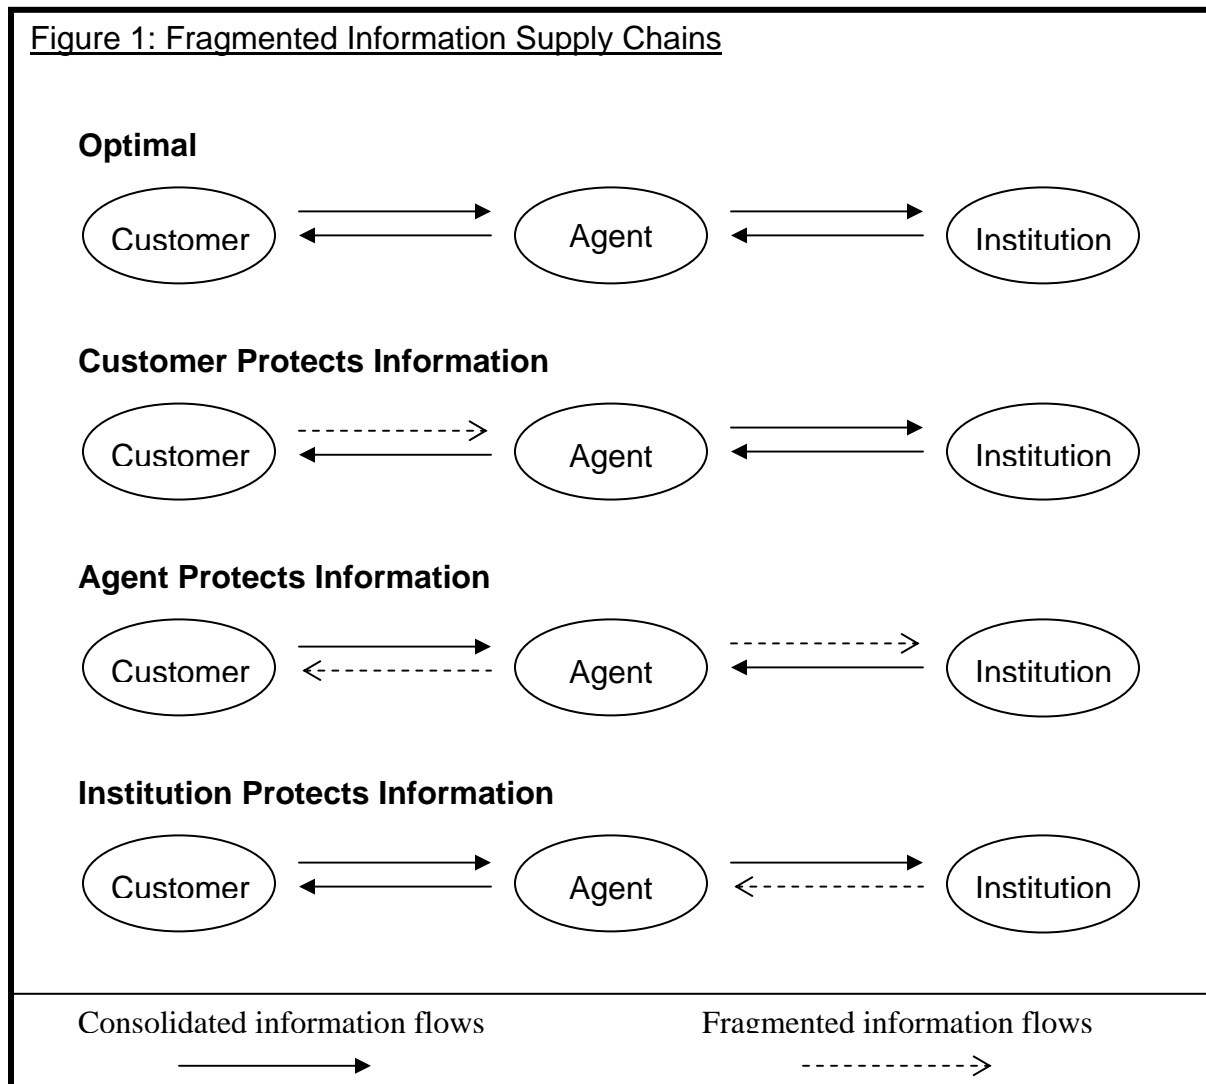 Figure 1: Fragmented Information Supply Chains
Optimal
Customer Agent Institution
Customer Protects Information
Customer Agent Institution
Agent Protects Information
Customer Agent Institution
Institution Protects Information
Customer Agent Institution
Consolidated information flows Fragmented information flows